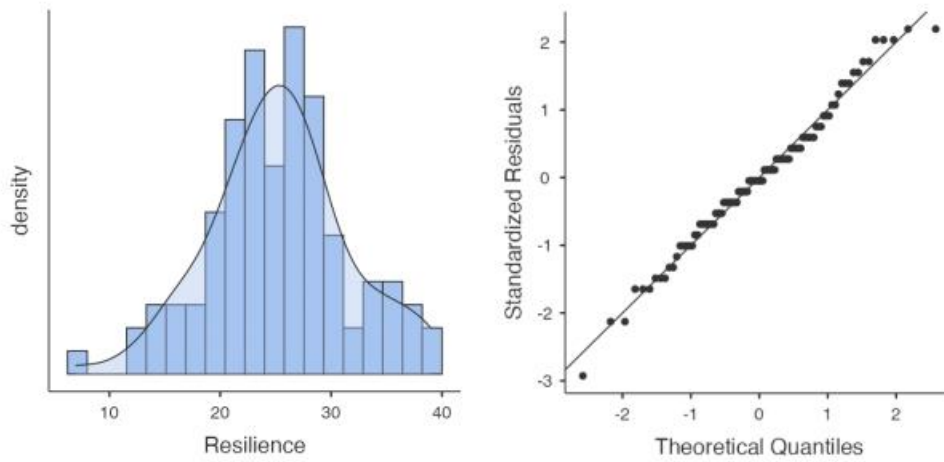 density
10 20 30 40
Resilience
Standardized Residuals
2
1
0
-1
-2
-3
-2 -1 0 1 2
Theoretical Quantiles